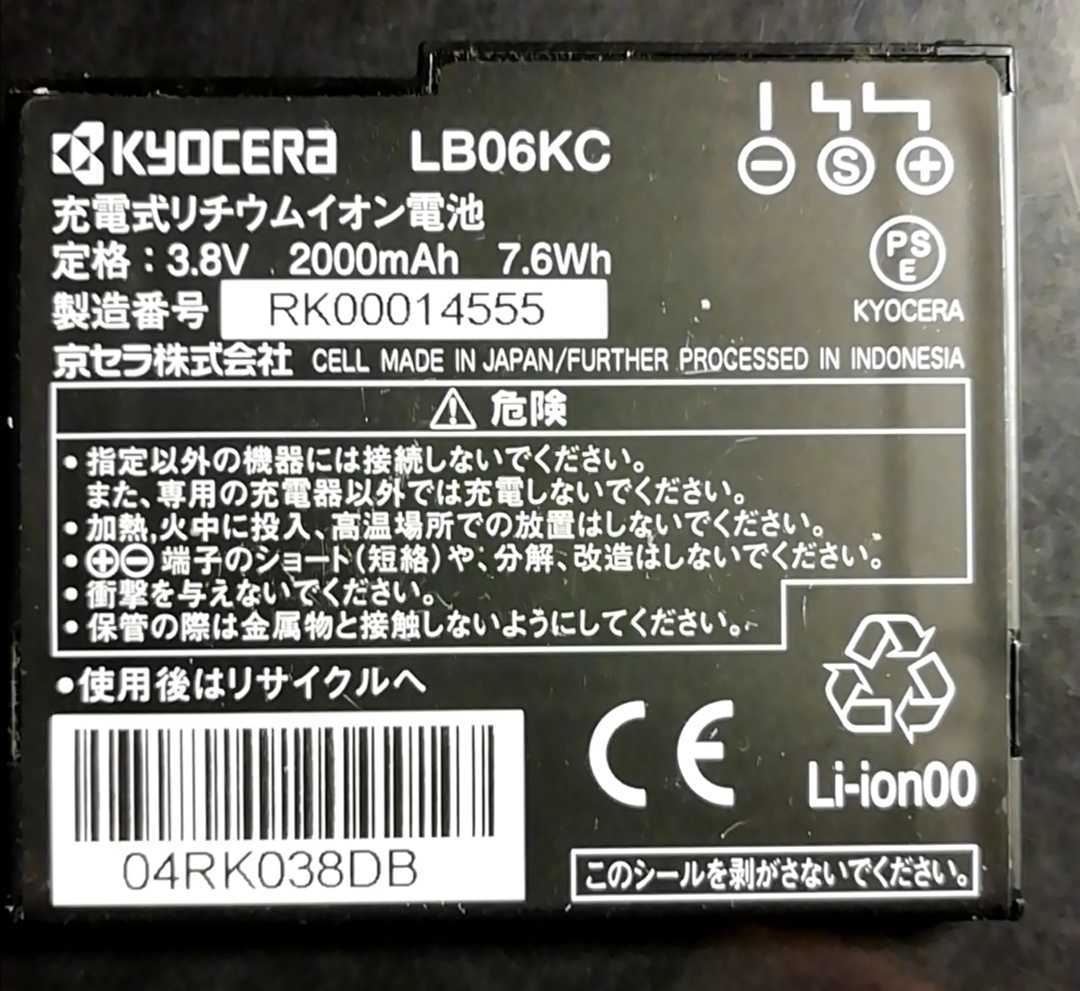 KYOCERA LB06KC
充電式リチウムイオン電池
定格：3.8V 2000mAh 7.6Wh
製造番号 RK00014555
京セラ株式会社 CELL MADE IN JAPAN/FURTHER PROCESSED IN INDONESIA
− S +
PS
E
KYOCERA
⚠ 危険
•指定以外の機器には接続しないでください。
また、専用の充電器以外では充電しないでください。
•加熱,火中に投入、高温場所での放置はしないでください。
•⊕⊖端子のショート(短絡)や、分解、改造はしないでください。
•衝撃を与えないでください。
•保管の際は金属物と接触しないようにしてください。
•使用後はリサイクルへ
04RK038DB
CE
Li-ion00
このシールを剥がさないでください。